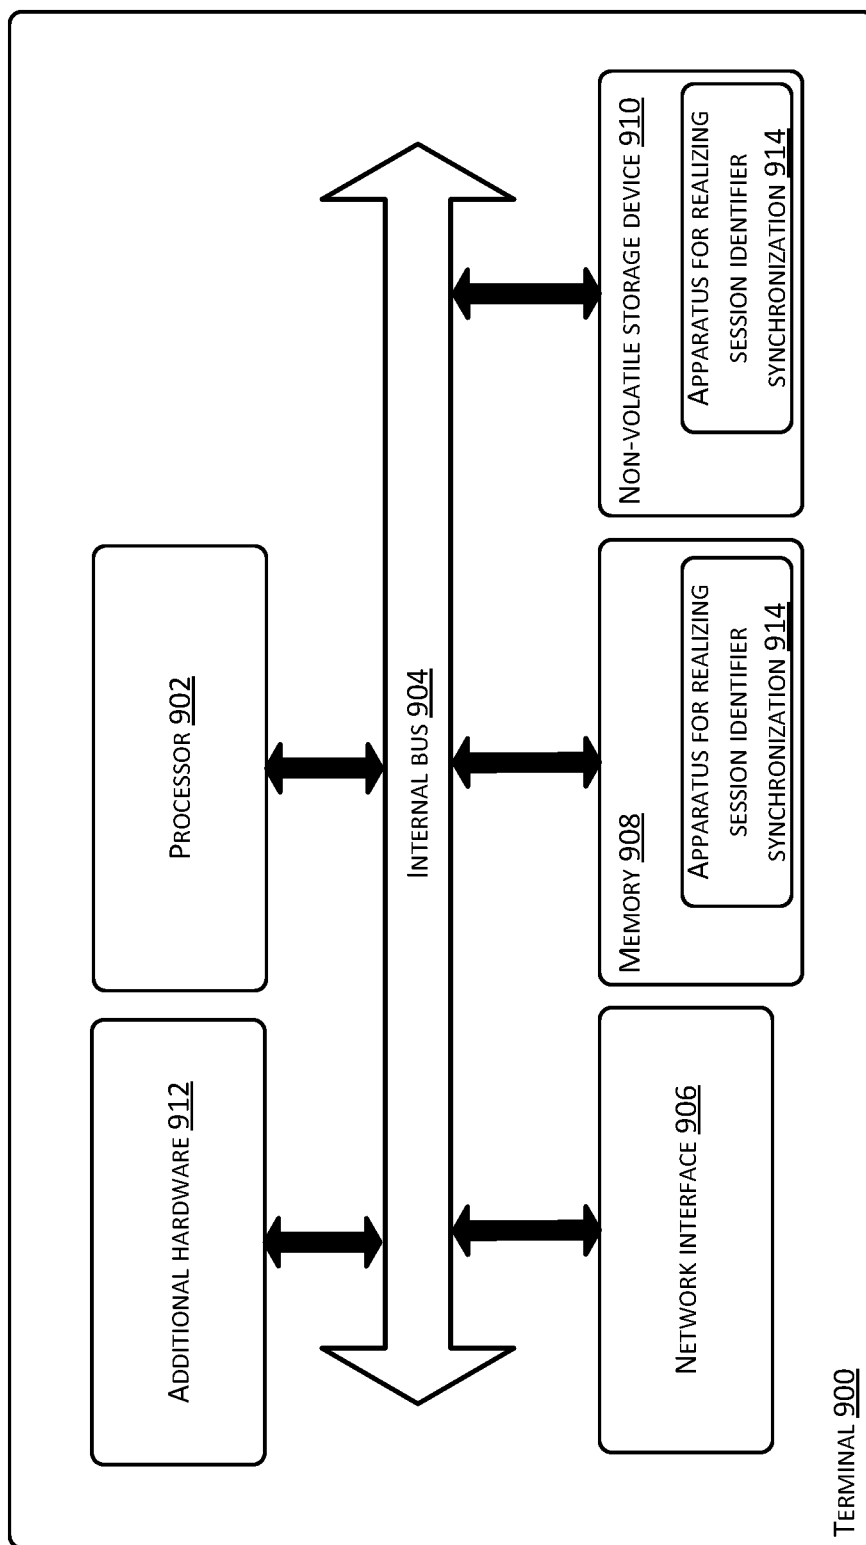 ADDITIONAL HARDWARE 912
PROCESSOR 902
INTERNAL BUS 904
NETWORK INTERFACE 906
MEMORY 908
APPARATUS FOR REALIZING
SESSION IDENTIFIER
SYNCHRONIZATION 914
NON-VOLATILE STORAGE DEVICE 910
APPARATUS FOR REALIZING
SESSION IDENTIFIER
SYNCHRONIZATION 914
TERMINAL 900